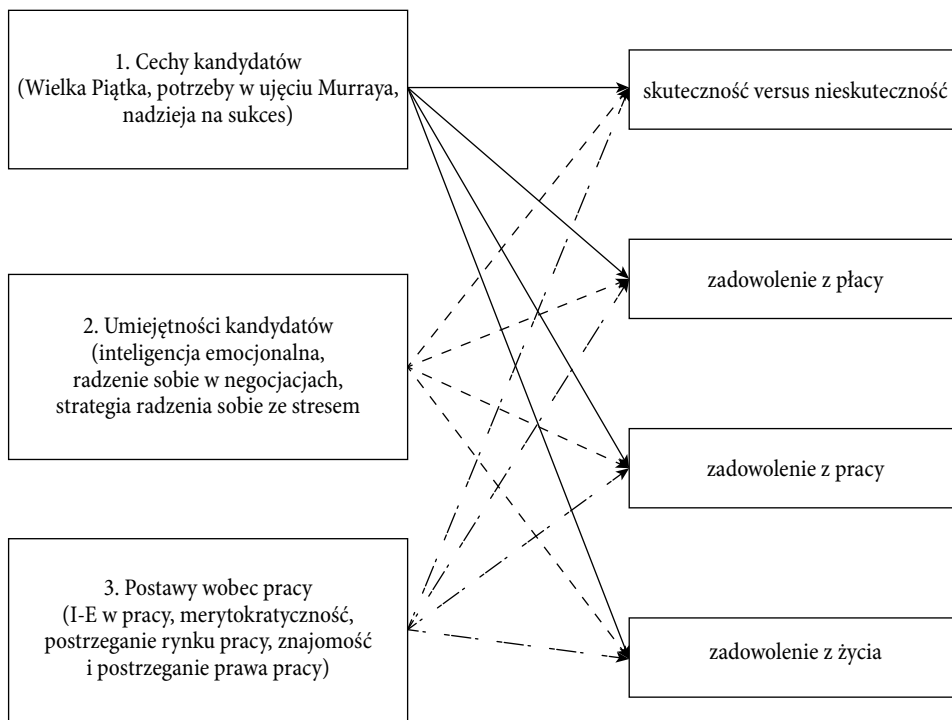 1. Cechy kandydatów
(Wielka Piątka, potrzeby w ujęciu Murraya,
nadzieja na sukces)
skuteczność versus nieskuteczność
zadowolenie z płacy
2. Umiejętności kandydatów
(inteligencja emocjonalna,
radzenie sobie w negocjacjach,
strategia radzenia sobie ze stresem
zadowolenie z pracy
3. Postawy wobec pracy
(I-E w pracy, merytokratyczność,
postrzeganie rynku pracy, znajomość
i postrzeganie prawa pracy)
zadowolenie z życia